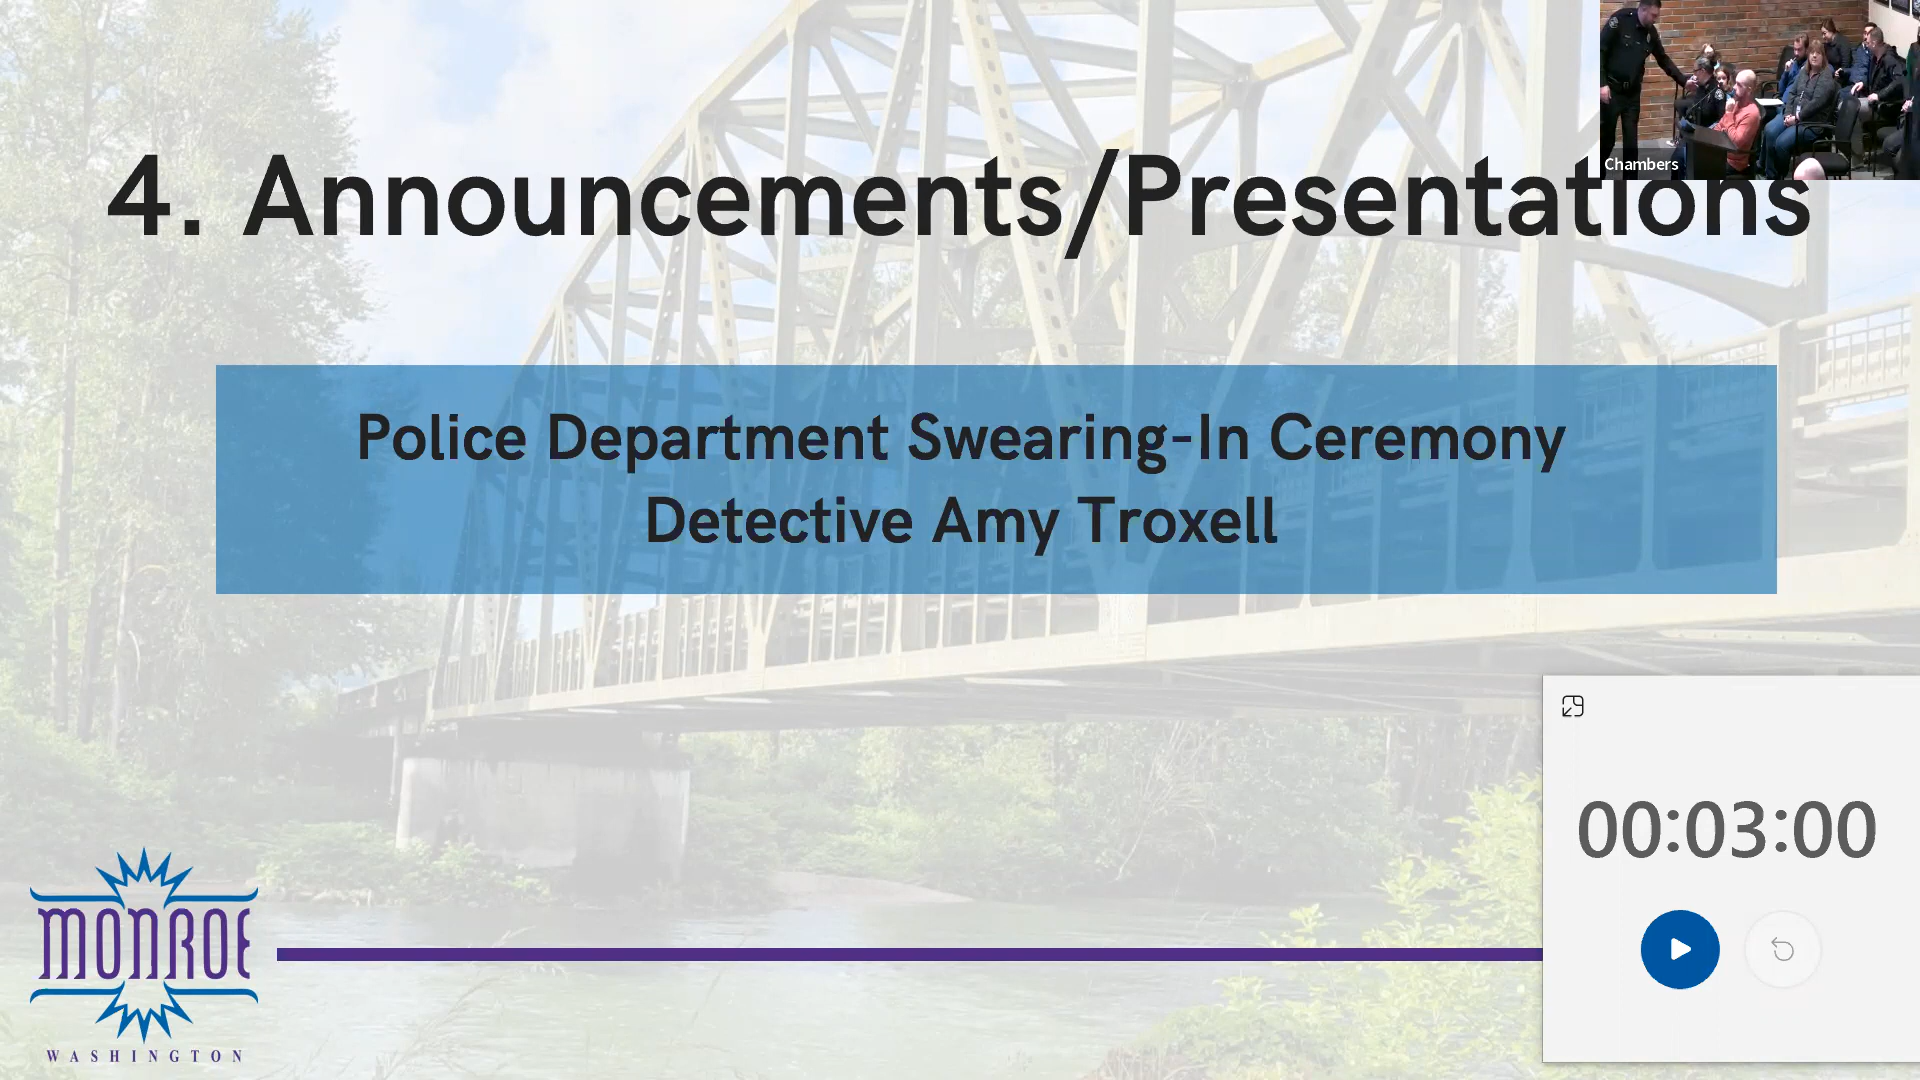 Chambers
4. Announcements/Presentations
Police Department Swearing-In Ceremony
Detective Amy Troxell
00:03:00
MONROE
WASHINGTON